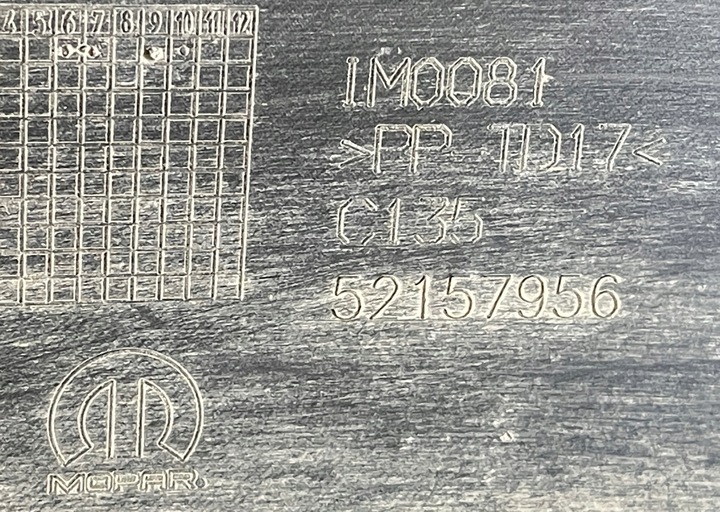 4 5 6 7 8 9 10 11 12
1M0081
>PP-TD17<
C135
52157956
MOPAR